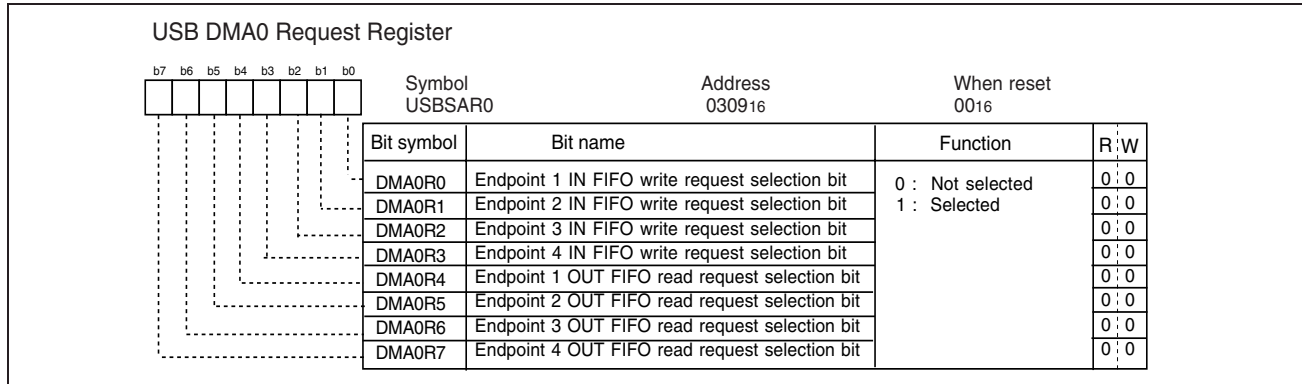 USB DMA0 Request Register
b7 b6 b5 b4 b3 b2 b1 b0
Symbol Address When reset
USBSAR0 030916 0016
Bit symbol Bit name Function R W
DMA0R0 Endpoint 1 IN FIFO write request selection bit 0 : Not selected 0 0
DMA0R1 Endpoint 2 IN FIFO write request selection bit 1 : Selected 0 0
DMA0R2 Endpoint 3 IN FIFO write request selection bit 0 0
DMA0R3 Endpoint 4 IN FIFO write request selection bit 0 0
DMA0R4 Endpoint 1 OUT FIFO read request selection bit 0 0
DMA0R5 Endpoint 2 OUT FIFO read request selection bit 0 0
DMA0R6 Endpoint 3 OUT FIFO read request selection bit 0 0
DMA0R7 Endpoint 4 OUT FIFO read request selection bit 0 0